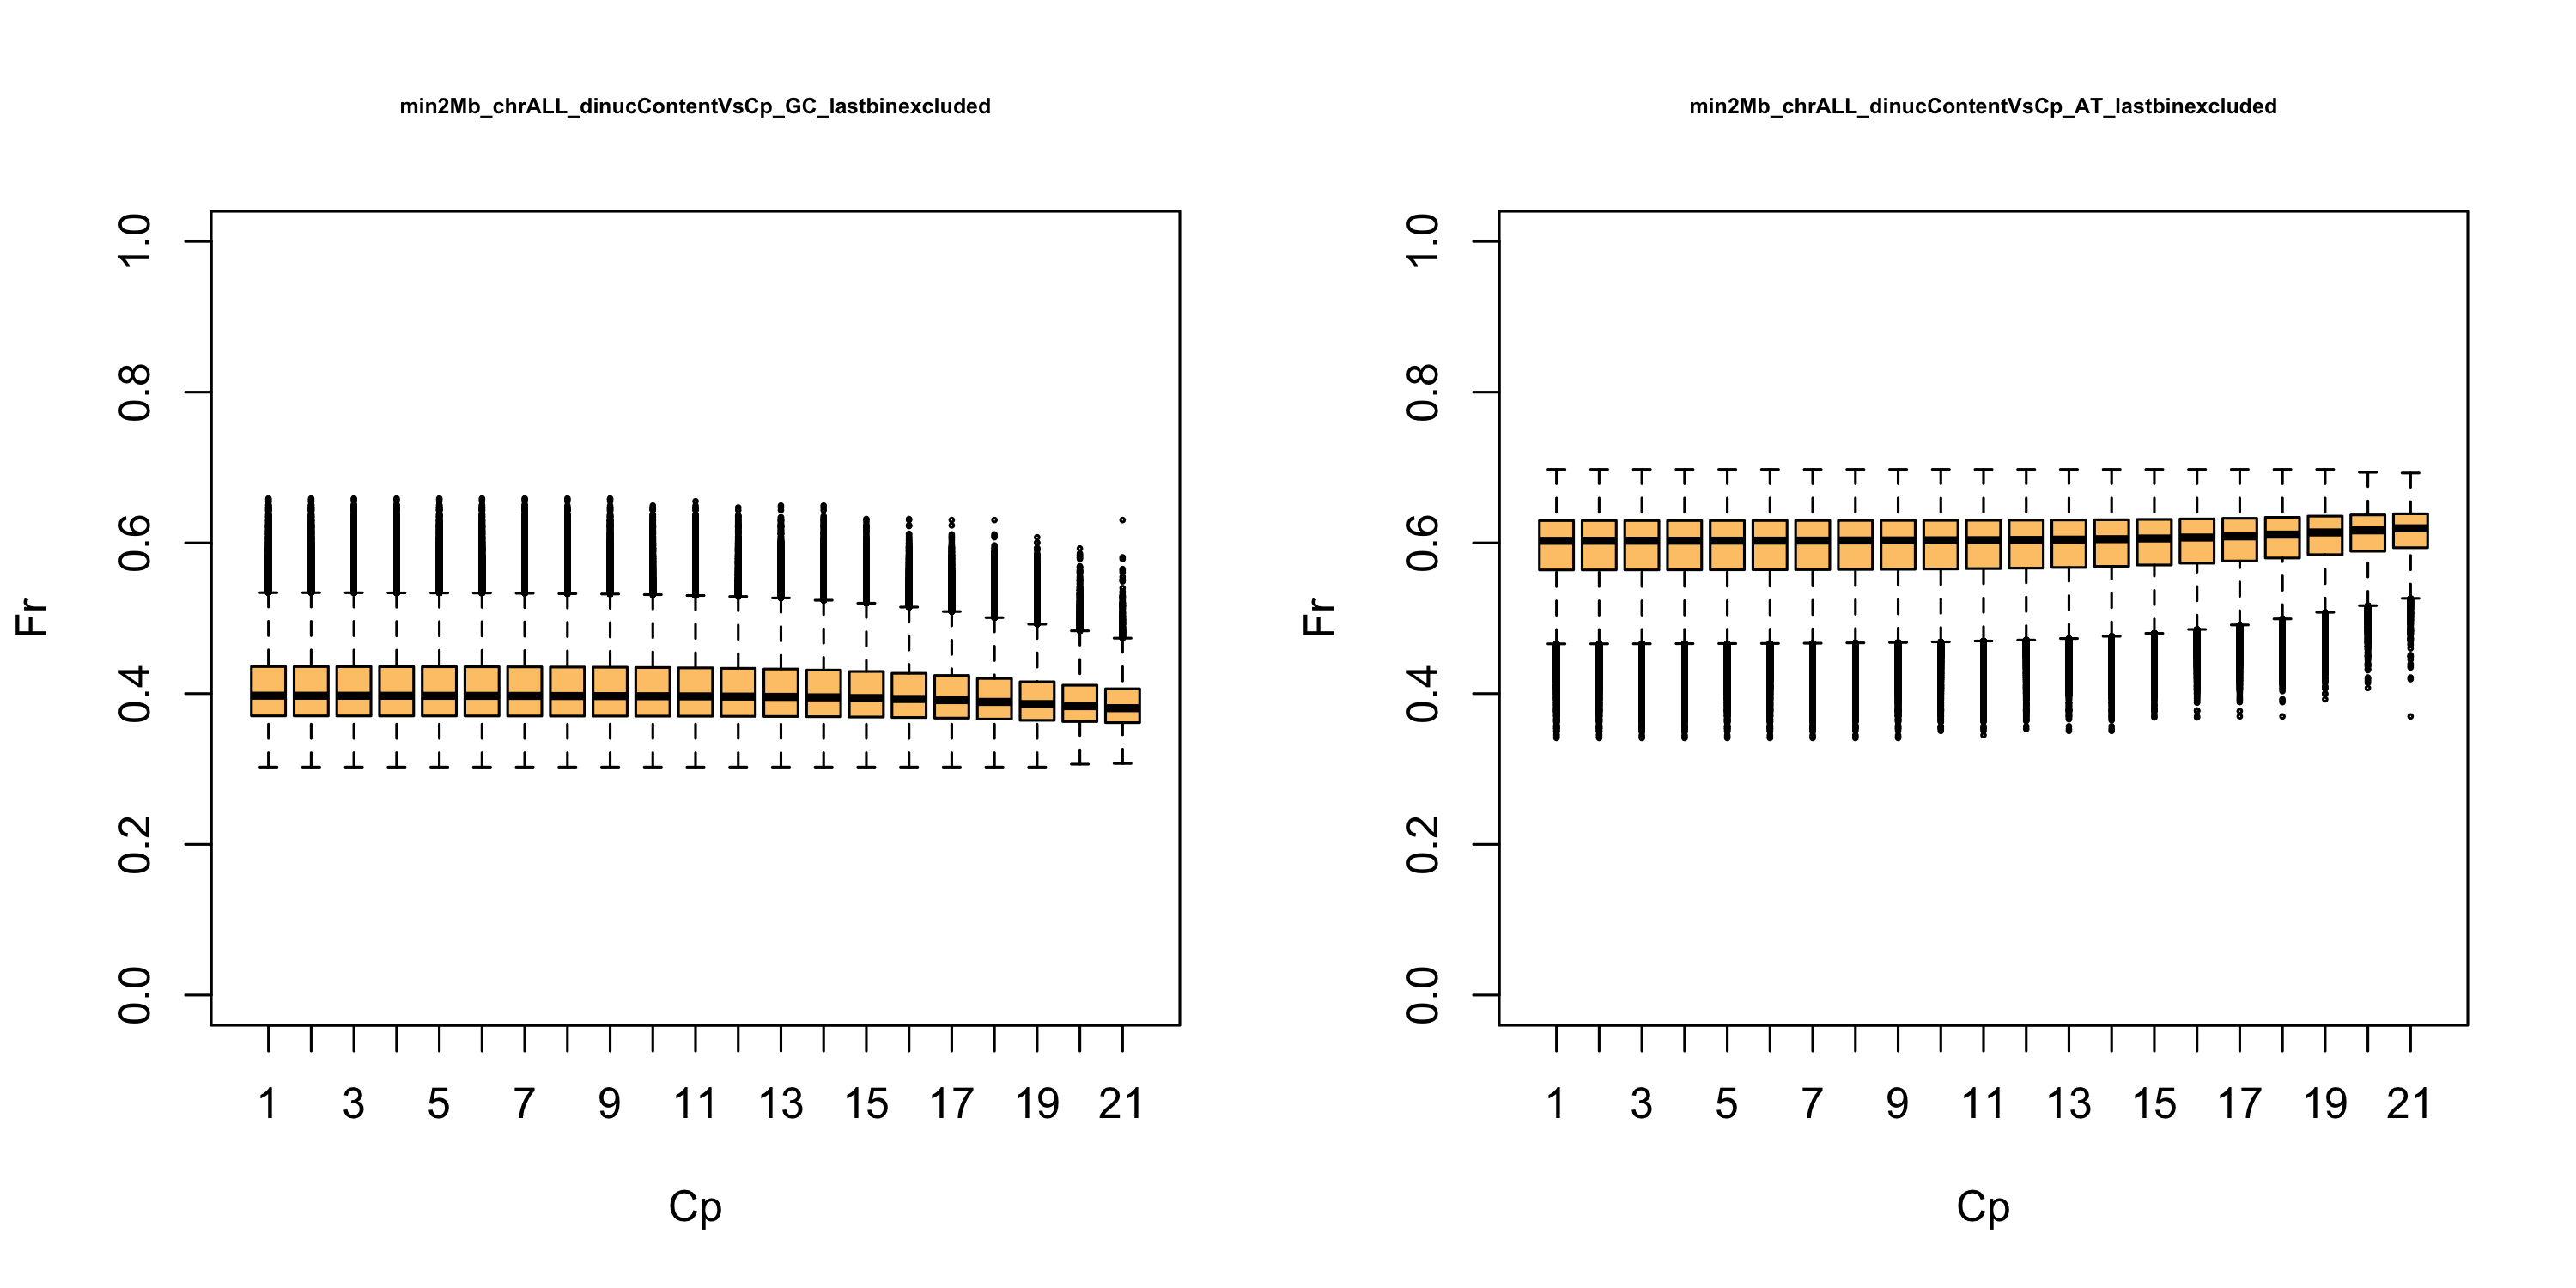 min2Mb_chrALL_dinucContentVsCp_GC_lastbinexcluded
Fr
1.0
0.8
0.6
0.4
0.2
0.0
1 3 5 7 9 11 13 15 17 19 21
Cp
min2Mb_chrALL_dinucContentVsCp_AT_lastbinexcluded
Fr
1.0
0.8
0.6
0.4
0.2
0.0
1 3 5 7 9 11 13 15 17 19 21
Cp